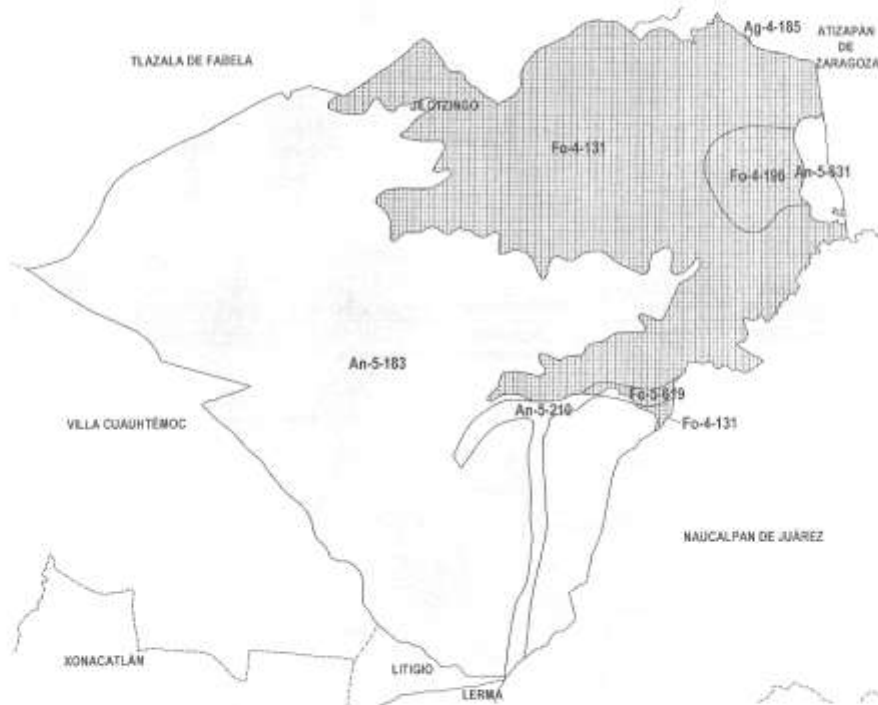 Ag-4-185
ATIZAPÁN
DE
ZARAGOZA
TLAZALA DE FABELA
JILOTZINGO
Fo-4-131
Fo-4-196
An-5-631
An-5-183
Fo-5-619
An-5-210
Fo-4-131
VILLA CUAUHTÉMOC
NAUCALPAN DE JUÁREZ
XONACATLÁN
LITIGIO
LERMA